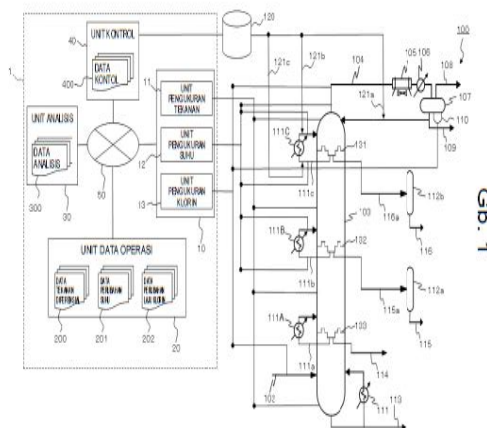 120
100
1
40
UNIT KONTROL
DATA KONTOL
400
11
UNIT PENGUKURAN TEKANAN
12
UNIT PENGUKURAN SUHU
13
UNIT PENGUKURAN KLORIN
10
UNIT ANALISIS
DATA ANALISIS
300
30
UNIT DATA OPERASI
DATA TEKANAN DIFERENSIAL
DATA PERUBAHAN SUHU
200
201
202
20
121c
121b
121a
104
105
106
108
107
110
109
111C
131
111c
116a
112b
116
103
111B
132
111b
115a
112a
115
111A
133
111a
114
102
111
113
Gb. 1